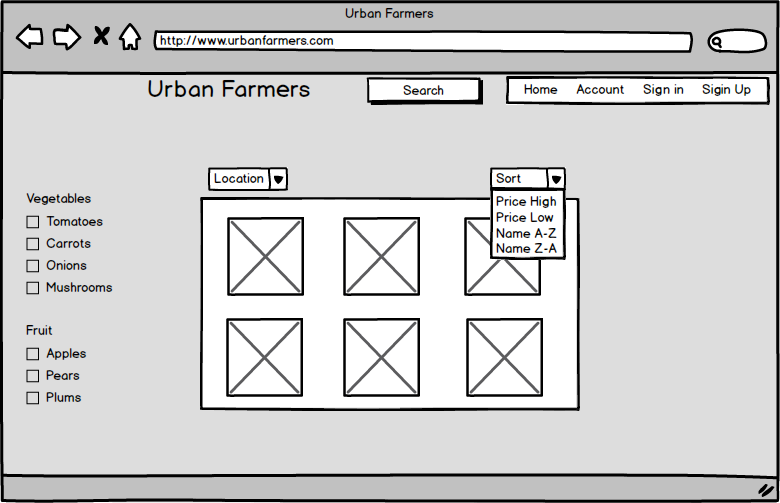 Urban Farmers
http://www.urbanfarmers.com
Urban Farmers
Search
Home Account Sign in Sigin Up
Location
Sort
Price High
Price Low
Name A-Z
Name Z-A
Vegetables
Tomatoes
Carrots
Onions
Mushrooms
Fruit
Apples
Pears
Plums